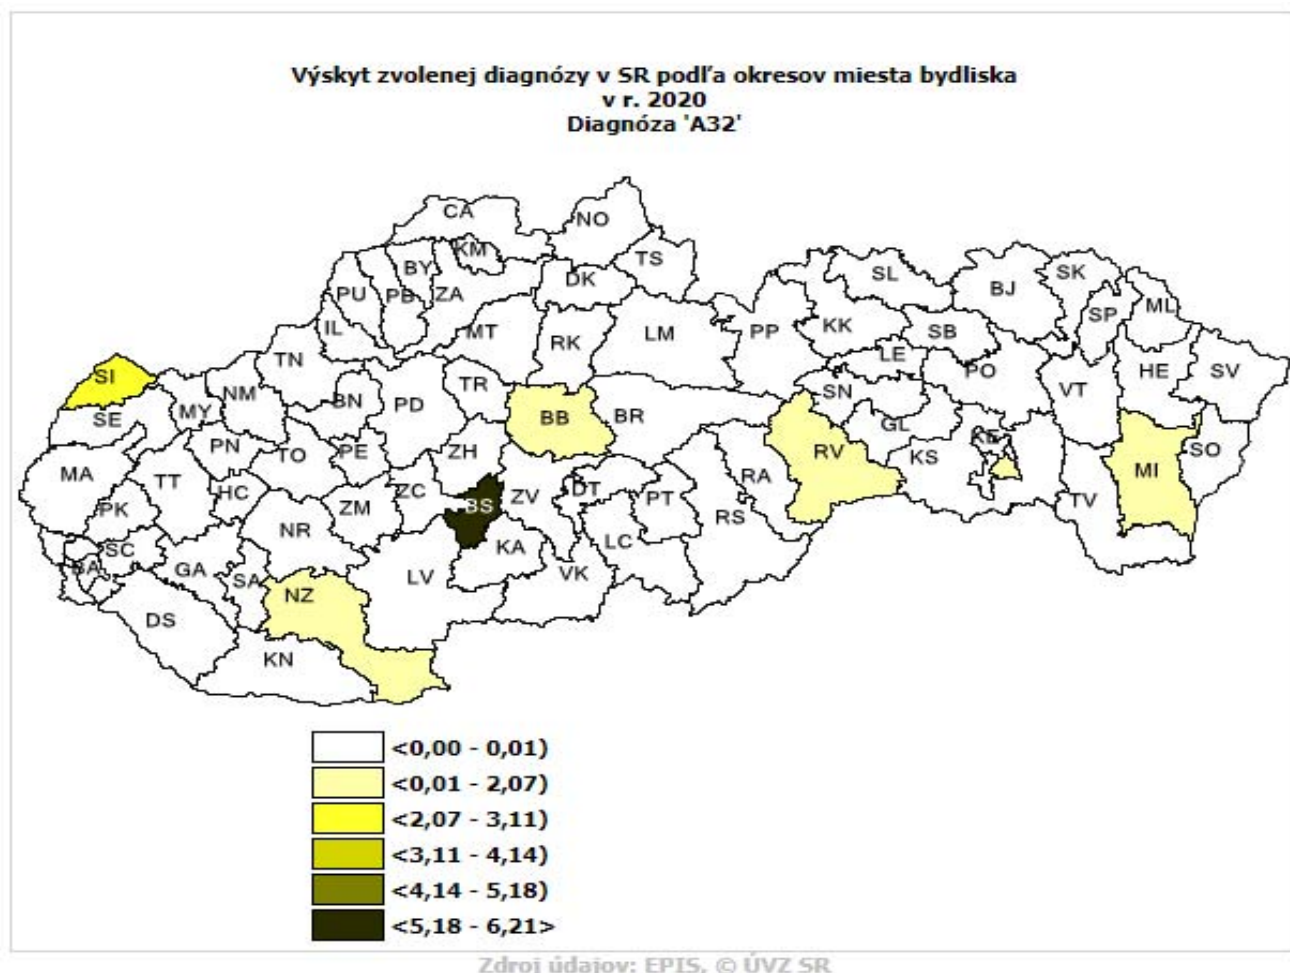 Výskyt zvolenej diagnózy v SR podľa okresov miesta bydliska
v r. 2020
Diagnóza 'A32'
CA
NO
KM
TS
BY
DK
SL
SK
PU
PB
ZA
BJ
ML
SP
IL
MT
RK
LM
PP
KK
SB
TN
LE
SI
TR
PO
HE
SV
NM
BN
PD
SN
VT
MY
SE
BB
BR
GL
KE
PN
TO
PE
ZH
RV
KS
SO
MA
TT
MI
HC
ZC
RA
PK
ZM
BS
ZV
DT
PT
TV
RS
NR
SC
KA
LC
BA
GA
SA
LV
VK
NZ
DS
KN
<0,00 - 0,01)
<0,01 - 2,07)
<2,07 - 3,11)
<3,11 - 4,14)
<4,14 - 5,18)
<5,18 - 6,21>
Zdroj údajov: EPIS, © ÚVZ SR